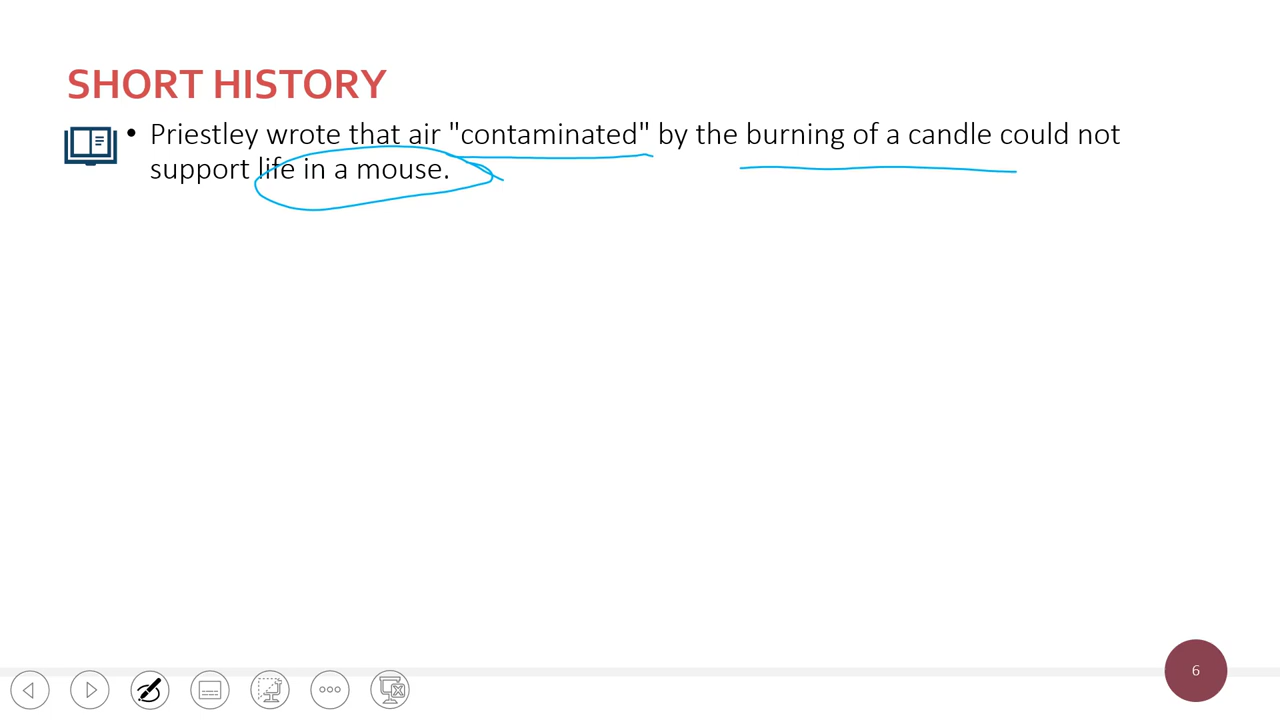 SHORT HISTORY
• Priestley wrote that air "contaminated" by the burning of a candle could not
support life in a mouse.
6